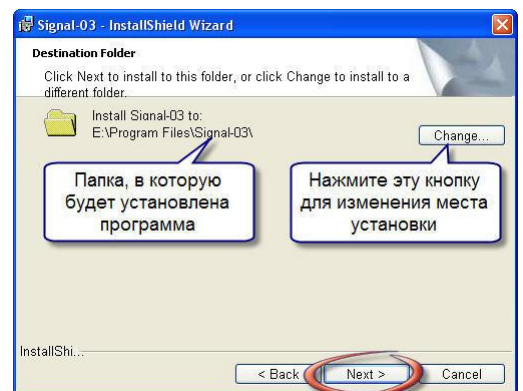 Signal-03 - InstallShield Wizard
Destination Folder
Click Next to install to this folder, or click Change to install to a
different folder.
Install Signal-03 to:
E:\Program Files\Signal-03\
Change...
Папка, в которую
будет установлена
программа
Нажмите эту кнопку
для изменения места
установки
InstallShi...
< Back
Next >
Cancel